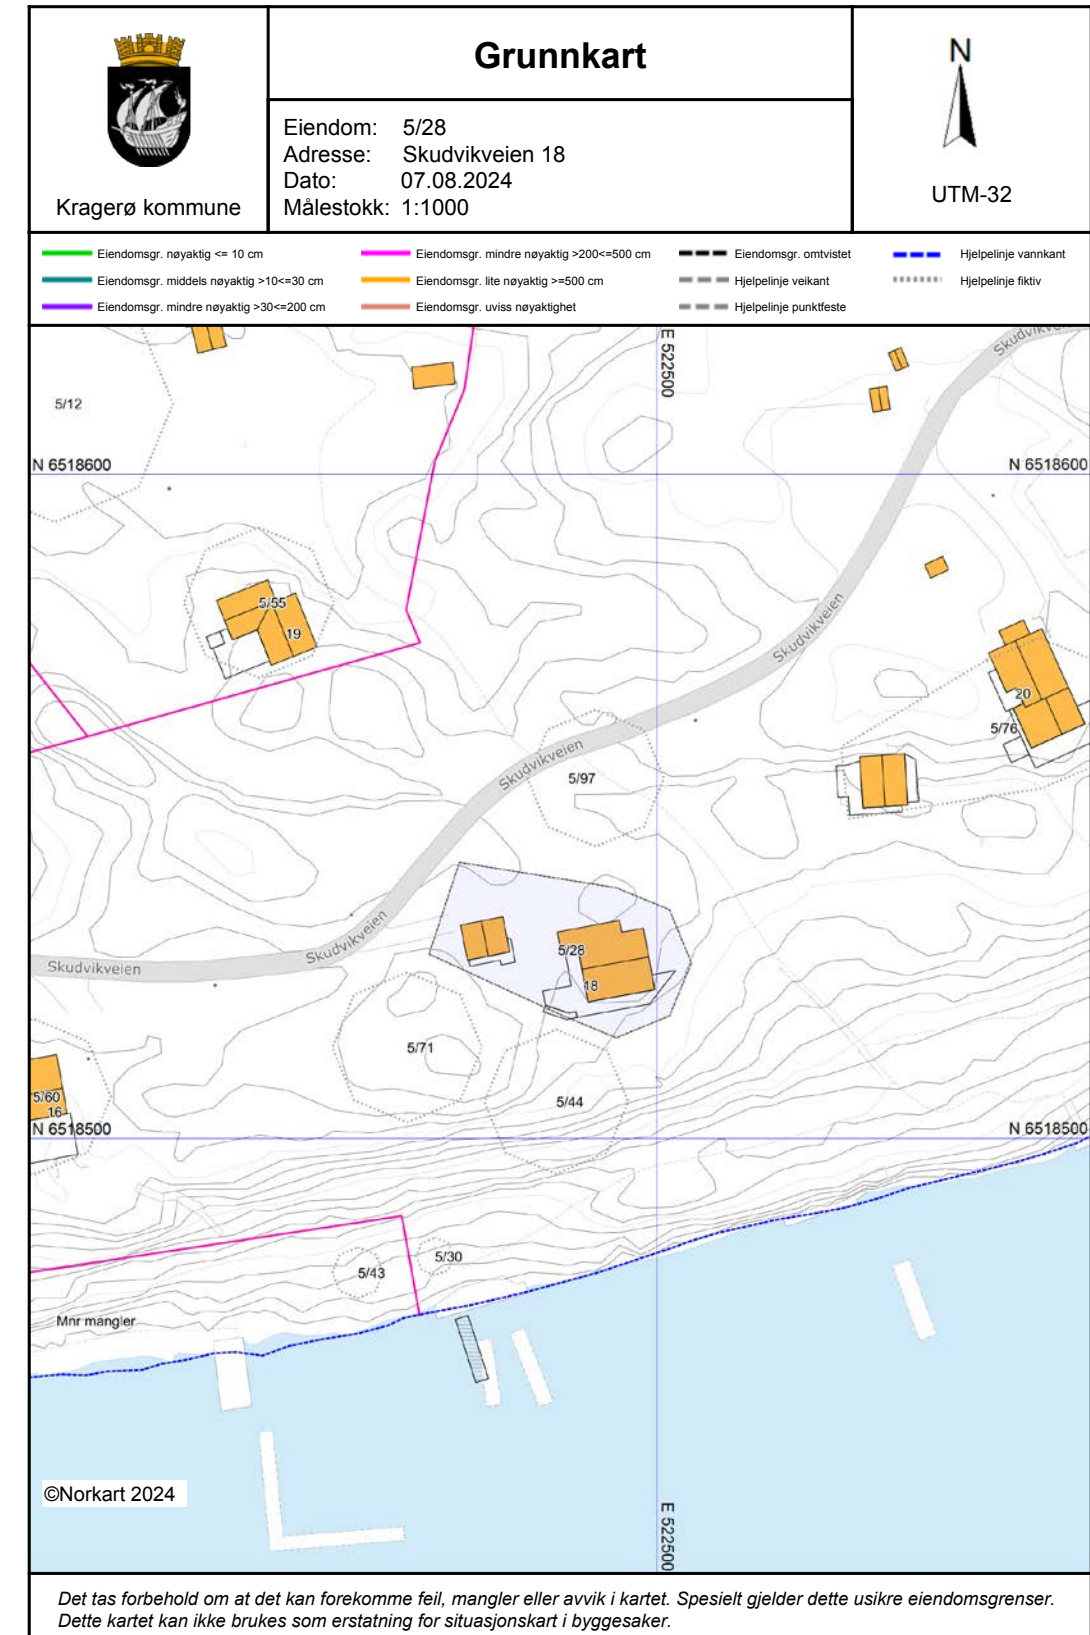 Grunnkart
Eiendom: 5/28
Adresse: Skudvikveien 18
Dato: 07.08.2024
Målestokk: 1:1000
Kragerø kommune
N
UTM-32
Eiendomsgr. nøyaktig <= 10 cm
Eiendomsgr. middels nøyaktig >10<=30 cm
Eiendomsgr. mindre nøyaktig >30<=200 cm
Eiendomsgr. mindre nøyaktig >200<=500 cm
Eiendomsgr. lite nøyaktig >=500 cm
Eiendomsgr. uviss nøyaktighet
Eiendomsgr. omtvistet
Hjelpelinje veikant
Hjelpelinje punktfeste
Hjelpelinje vannkant
Hjelpelinje fiktiv
Skudvikveien
E 522500
5/12
N 6518600
N 6518600
5/55
19
Skudvikveien
20
5/76
Skudvikveien
5/97
Skudvikveien
Skudvikveien
5/28
18
5/71
5/44
5/60
16
N 6518500
N 6518500
5/30
5/43
Mnr mangler
©Norkart 2024
E 522500
Det tas forbehold om at det kan forekomme feil, mangler eller avvik i kartet. Spesielt gjelder dette usikre eiendomsgrenser.
Dette kartet kan ikke brukes som erstatning for situasjonskart i byggesaker.